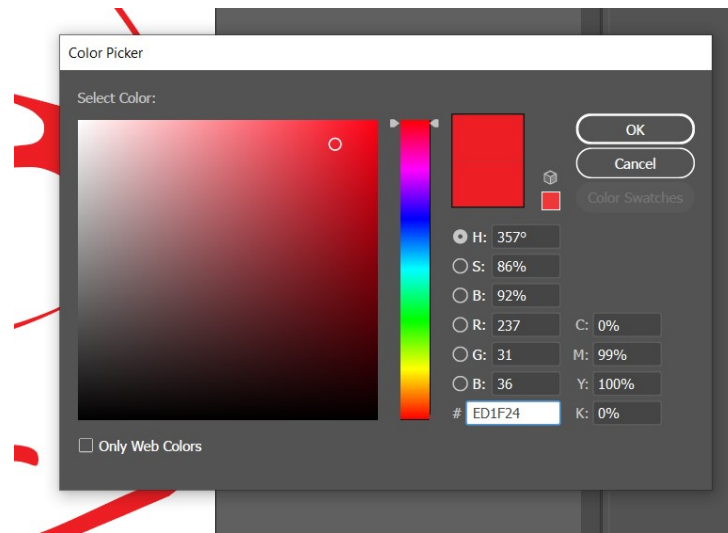 Color Picker
Select Color:
OK
Cancel
Color Swatches
H: 357°
S: 86%
B: 92%
R: 237 C: 0%
G: 31 M: 99%
B: 36 Y: 100%
# ED1F24 K: 0%
Only Web Colors